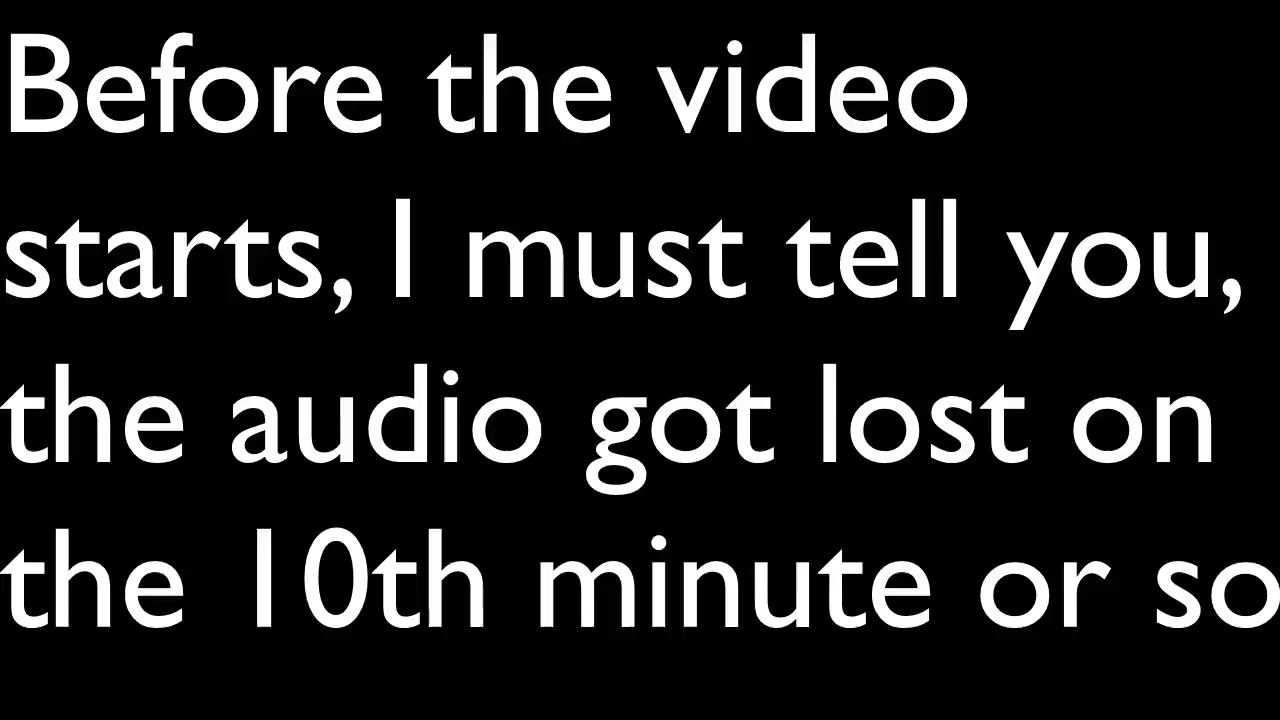 Before the video
starts, I must tell you,
the audio got lost on
the 10th minute or so